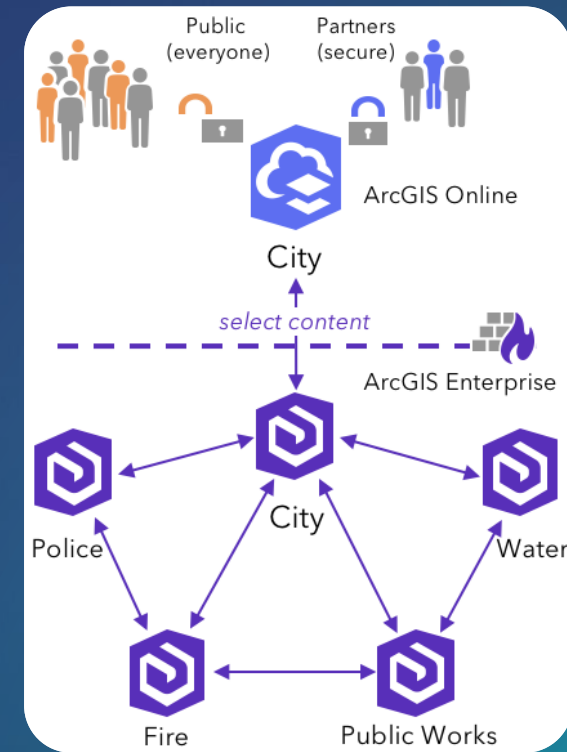 Public
(everyone)
Partners
(secure)
ArcGIS Online
City
select content
ArcGIS Enterprise
City
Police
Water
Fire
Public Works